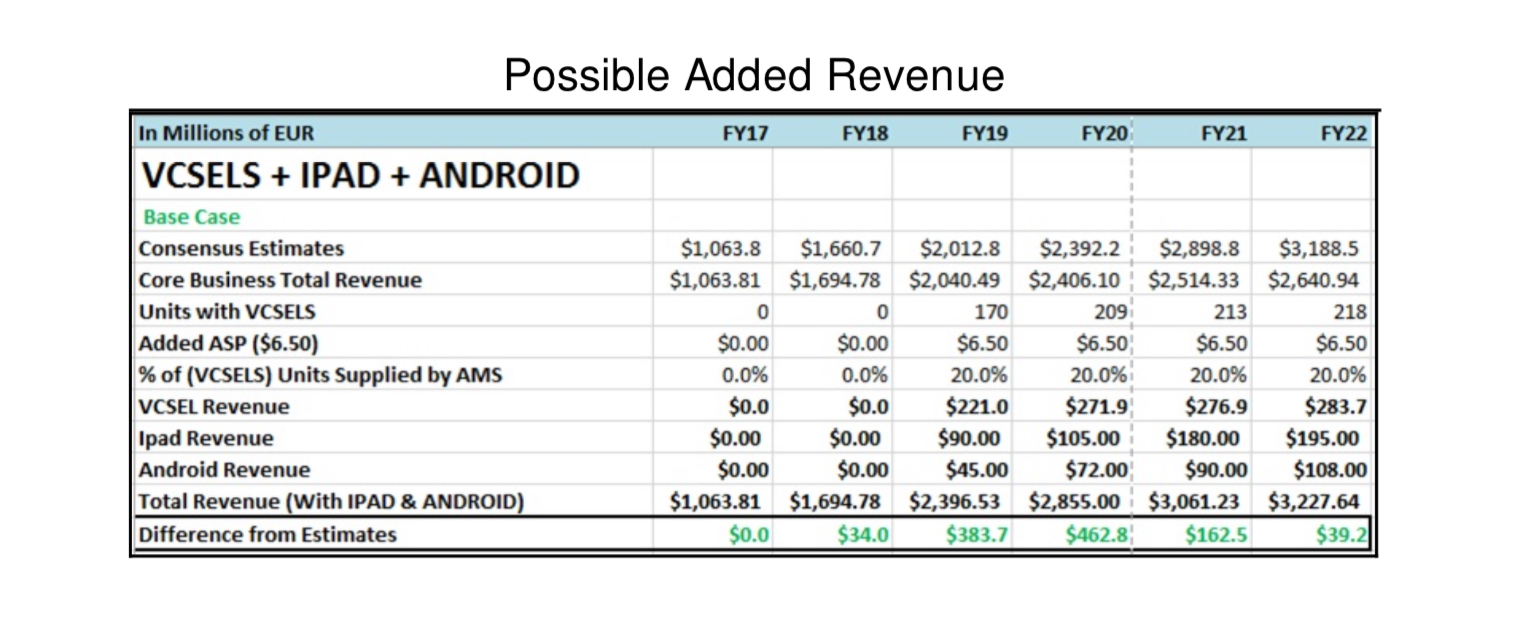 Possible Added Revenue
In Millions of EUR FY17 FY18 FY19 FY20 FY21 FY22
VCSELS + IPAD + ANDROID
Base Case
Consensus Estimates $1,063.8 $1,660.7 $2,012.8 $2,392.2 $2,898.8 $3,188.5
Core Business Total Revenue $1,063.81 $1,694.78 $2,040.49 $2,406.10 $2,514.33 $2,640.94
Units with VCSELS 0 0 170 209 213 218
Added ASP ($6.50) $0.00 $0.00 $6.50 $6.50 $6.50 $6.50
% of (VCSELS) Units Supplied by AMS 0.0% 0.0% 20.0% 20.0% 20.0% 20.0%
VCSEL Revenue $0.0 $0.0 $221.0 $271.9 $276.9 $283.7
Ipad Revenue $0.00 $0.00 $90.00 $105.00 $180.00 $195.00
Android Revenue $0.00 $0.00 $45.00 $72.00 $90.00 $108.00
Total Revenue (With IPAD & ANDROID) $1,063.81 $1,694.78 $2,396.53 $2,855.00 $3,061.23 $3,227.64
Difference from Estimates $0.0 $34.0 $383.7 $462.8 $162.5 $39.2